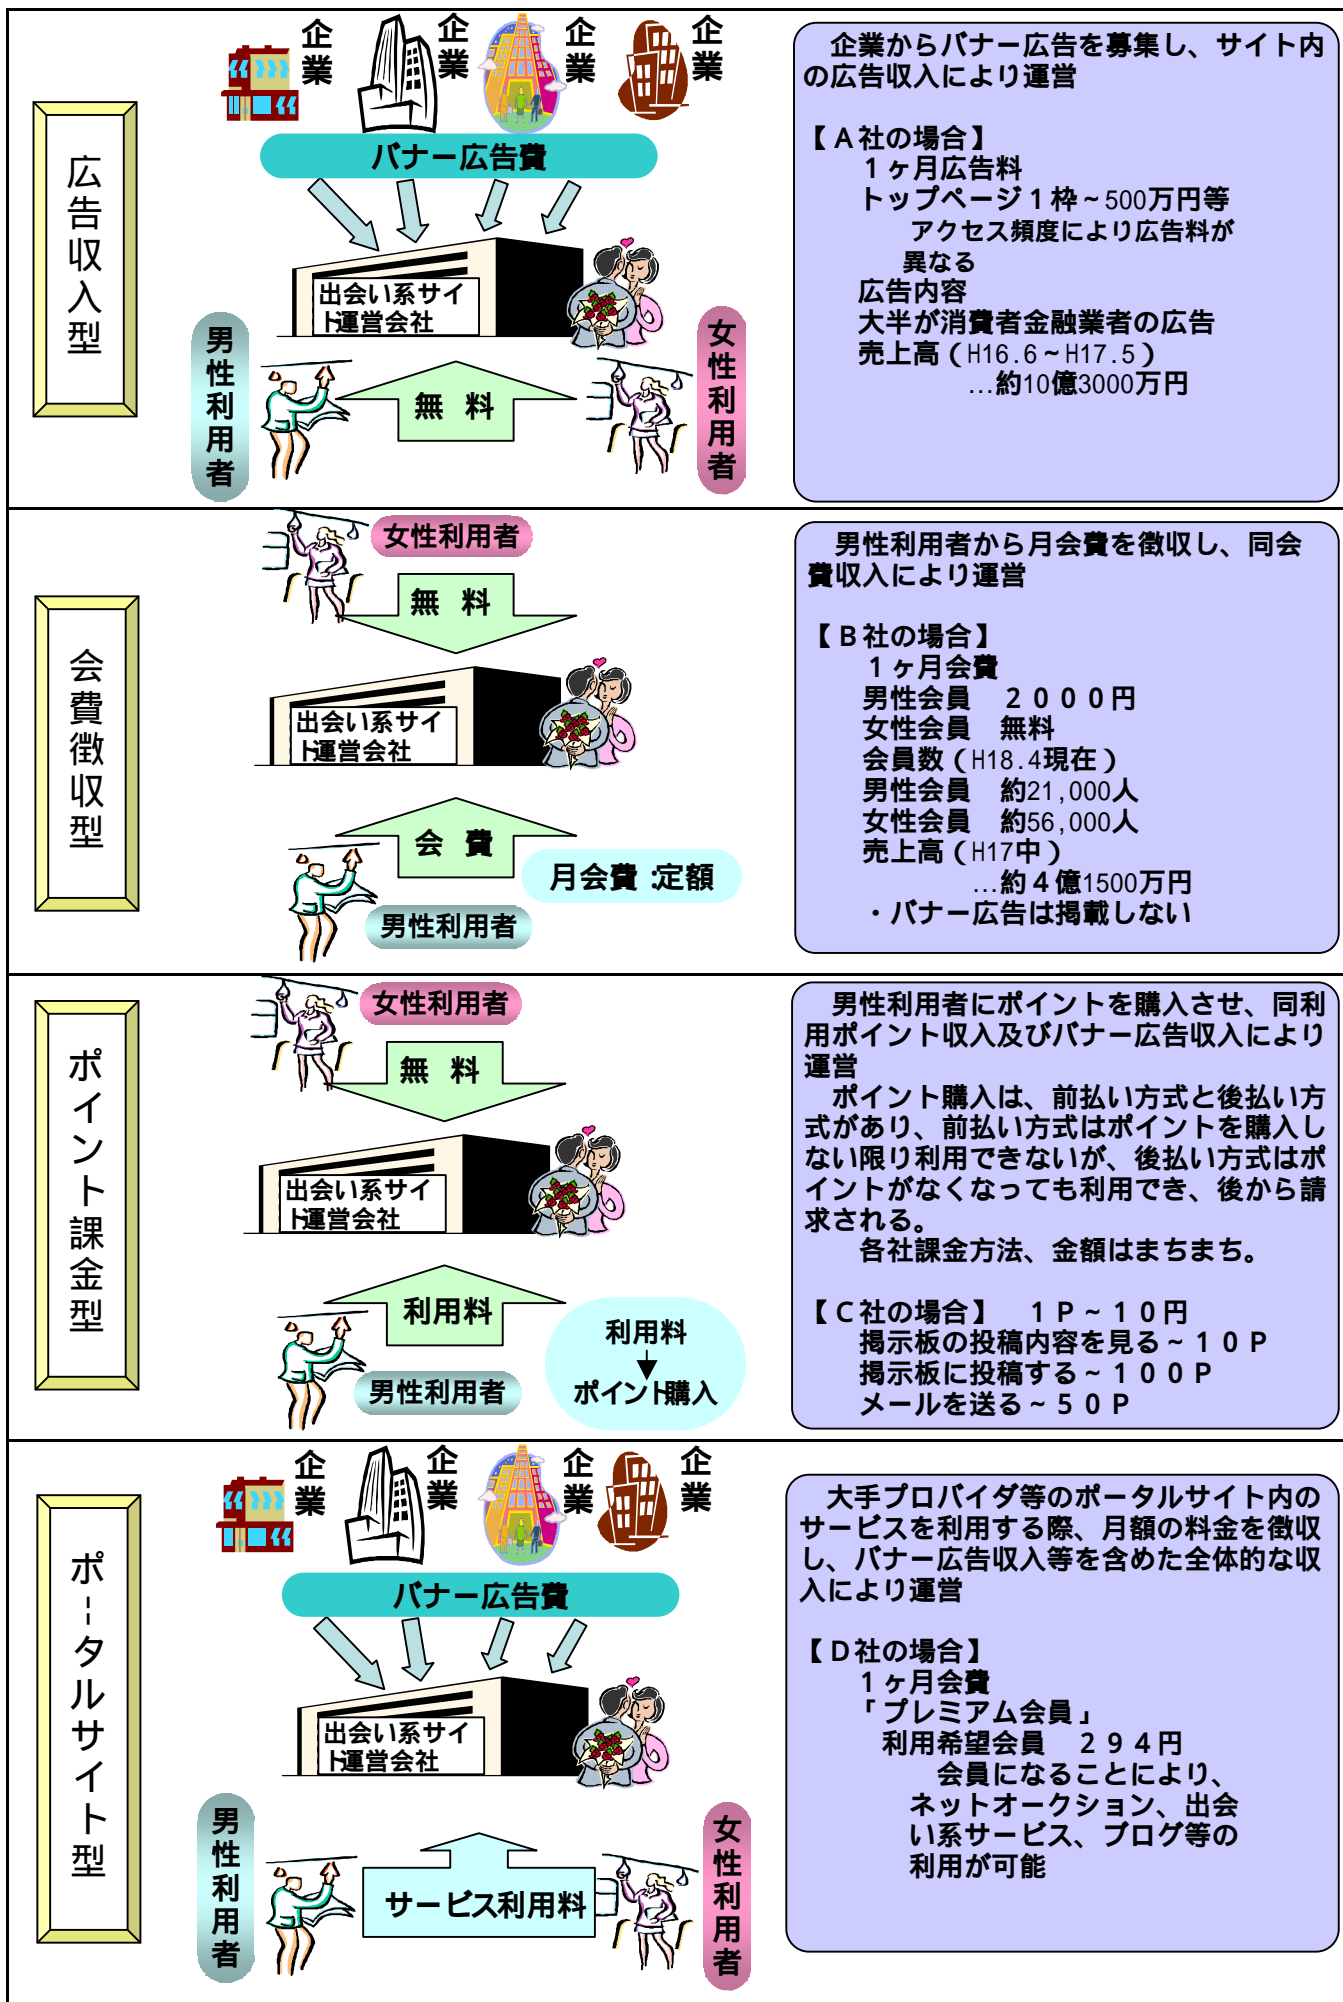 広告収入型
企業
企業
企業
企業
バナー広告費
出会い系サイ
ト運営会社
男性利用者
無 料
女性利用者
企業からバナー広告を募集し、サイト内
の広告収入により運営
【A社の場合】
1ヶ月広告料
トップページ1枠~500万円等
アクセス頻度により広告料が
異なる
広告内容
大半が消費者金融業者の広告
売上高(H16.6~H17.5)
…約10億3000万円
会費徴収型
女性利用者
無 料
出会い系サイ
ト運営会社
会 費
月会費:定額
男性利用者
男性利用者から月会費を徴収し、同会
費収入により運営
【B社の場合】
1ヶ月会費
男性会員 2000円
女性会員 無料
会員数(H18.4現在)
男性会員 約21,000人
女性会員 約56,000人
売上高(H17中)
…約4億1500万円
・バナー広告は掲載しない
ポイント課金型
女性利用者
無 料
出会い系サイ
ト運営会社
利用料
男性利用者
利用料
ポイント購入
男性利用者にポイントを購入させ、同利
用ポイント収入及びバナー広告収入により
運営
ポイント購入は、前払い方式と後払い方
式があり、前払い方式はポイントを購入し
ない限り利用できないが、後払い方式はポ
イントがなくなっても利用でき、後から請
求される。
各社課金方法、金額はまちまち。
【C社の場合】 1P~10円
掲示板の投稿内容を見る~10P
掲示板に投稿する~100P
メールを送る~50P
ポータルサイト型
企業
企業
企業
企業
バナー広告費
出会い系サイ
ト運営会社
男性利用者
サービス利用料
女性利用者
大手プロバイダ等のポータルサイト内の
サービスを利用する際、月額の料金を徴収
し、バナー広告収入等を含めた全体的な収
入により運営
【D社の場合】
1ヶ月会費
「プレミアム会員」
利用希望会員 294円
会員になることにより、
ネットオークション、出会
い系サービス、ブログ等の
利用が可能